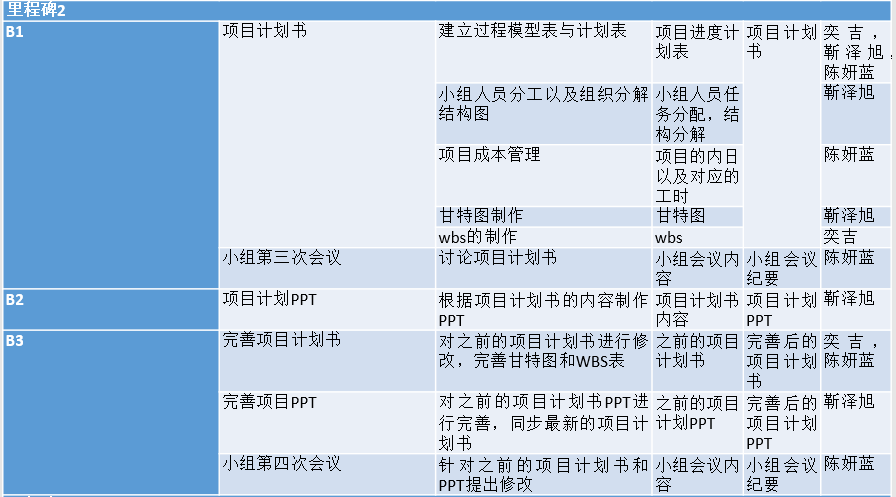 里程碑2
B1
项目计划书
建立过程模型表与计划表
项目进度计
划表
项目计划
书
奕吉，
靳泽旭，
陈妍蓝
小组人员分工以及组织分解
结构图
小组人员任
务分配，结
构分解
靳泽旭
项目成本管理
项目的内日
以及对应的
工时
陈妍蓝
甘特图制作
甘特图
靳泽旭
wbs的制作
wbs
奕吉
小组第三次会议
讨论项目计划书
小组会议内
容
小组会议
纪要
陈妍蓝
B2
项目计划PPT
根据项目计划书的内容制作
PPT
项目计划书
内容
项目计划
PPT
靳泽旭
B3
完善项目计划书
对之前的项目计划书进行修
改，完善甘特图和WBS表
之前的项目
计划书
完善后的
项目计划
书
奕吉，
陈妍蓝
完善项目PPT
对之前的项目计划书PPT进
行完善，同步最新的项目计
划书
之前的项目
计划PPT
完善后的
项目计划
PPT
靳泽旭
小组第四次会议
针对之前的项目计划书和
PPT提出修改
小组会议内
容
小组会议
纪要
陈妍蓝